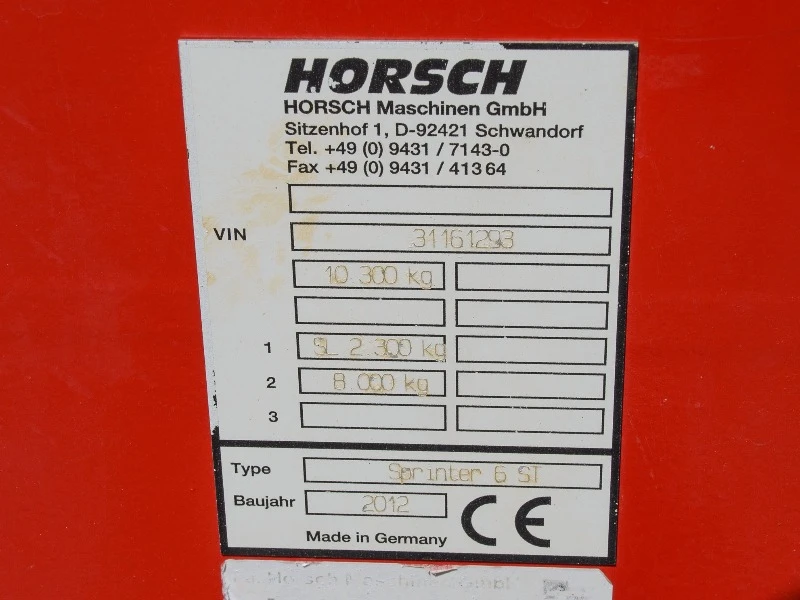 HORSCH
HORSCH Maschinen GmbH
Sitzenhof 1, D-92421 Schwandorf
Tel. +49 (0) 9431 / 7143-0
Fax +49 (0) 9431 / 41364
VIN 31161293
10 300 kg
1 SL 2 300 kg
2 8 000 kg
3
Type Sprinter 6 ST
Baujahr 2012
CE
Made in Germany